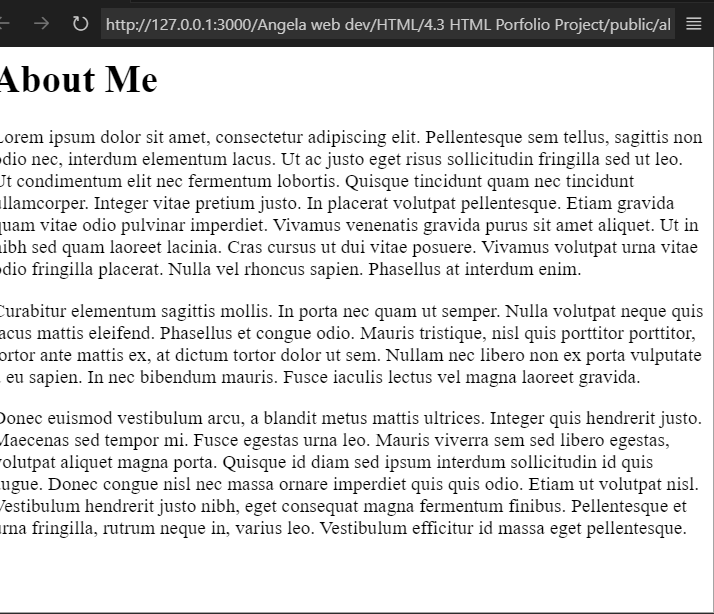 http://127.0.0.1:3000/Angela web dev/HTML/4.3 HTML Porfolio Project/public/al
About Me
Lorem ipsum dolor sit amet, consectetur adipiscing elit. Pellentesque sem tellus, sagittis non
odio nec, interdum elementum lacus. Ut ac justo eget risus sollicitudin fringilla sed ut leo.
Ut condimentum elit nec fermentum lobortis. Quisque tincidunt quam nec tincidunt
ullamcorper. Integer vitae pretium justo. In placerat volutpat pellentesque. Etiam gravida
quam vitae odio pulvinar imperdiet. Vivamus venenatis gravida purus sit amet aliquet. Ut in
nibh sed quam laoreet lacinia. Cras cursus ut dui vitae posuere. Vivamus volutpat urna vitae
odio fringilla placerat. Nulla vel rhoncus sapien. Phasellus at interdum enim.
Curabitur elementum sagittis mollis. In porta nec quam ut semper. Nulla volutpat neque quis
lacus mattis eleifend. Phasellus et congue odio. Mauris tristique, nisl quis porttitor porttitor,
tortor ante mattis ex, at dictum tortor dolor ut sem. Nullam nec libero non ex porta vulputate
eu sapien. In nec bibendum mauris. Fusce iaculis lectus vel magna laoreet gravida.
Donec euismod vestibulum arcu, a blandit metus mattis ultrices. Integer quis hendrerit justo.
Maecenas sed tempor mi. Fusce egestas urna leo. Mauris viverra sem sed libero egestas,
volutpat aliquet magna porta. Quisque id diam sed ipsum interdum sollicitudin id quis
augue. Donec congue nisl nec massa ornare imperdiet quis quis odio. Etiam ut volutpat nisl.
Vestibulum hendrerit justo nibh, eget consequat magna fermentum finibus. Pellentesque et
urna fringilla, rutrum neque in, varius leo. Vestibulum efficitur id massa eget pellentesque.